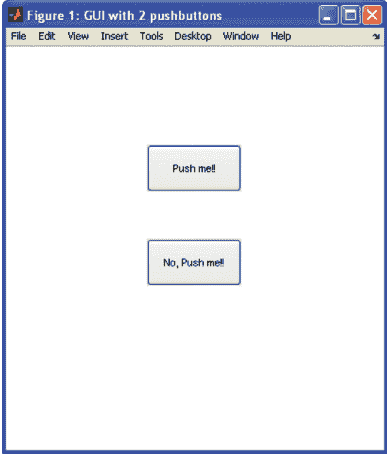 Figure 1: GUI with 2 pushbuttons
File Edit View Insert Tools Desktop Window Help
Push me!!
No, Push me!!